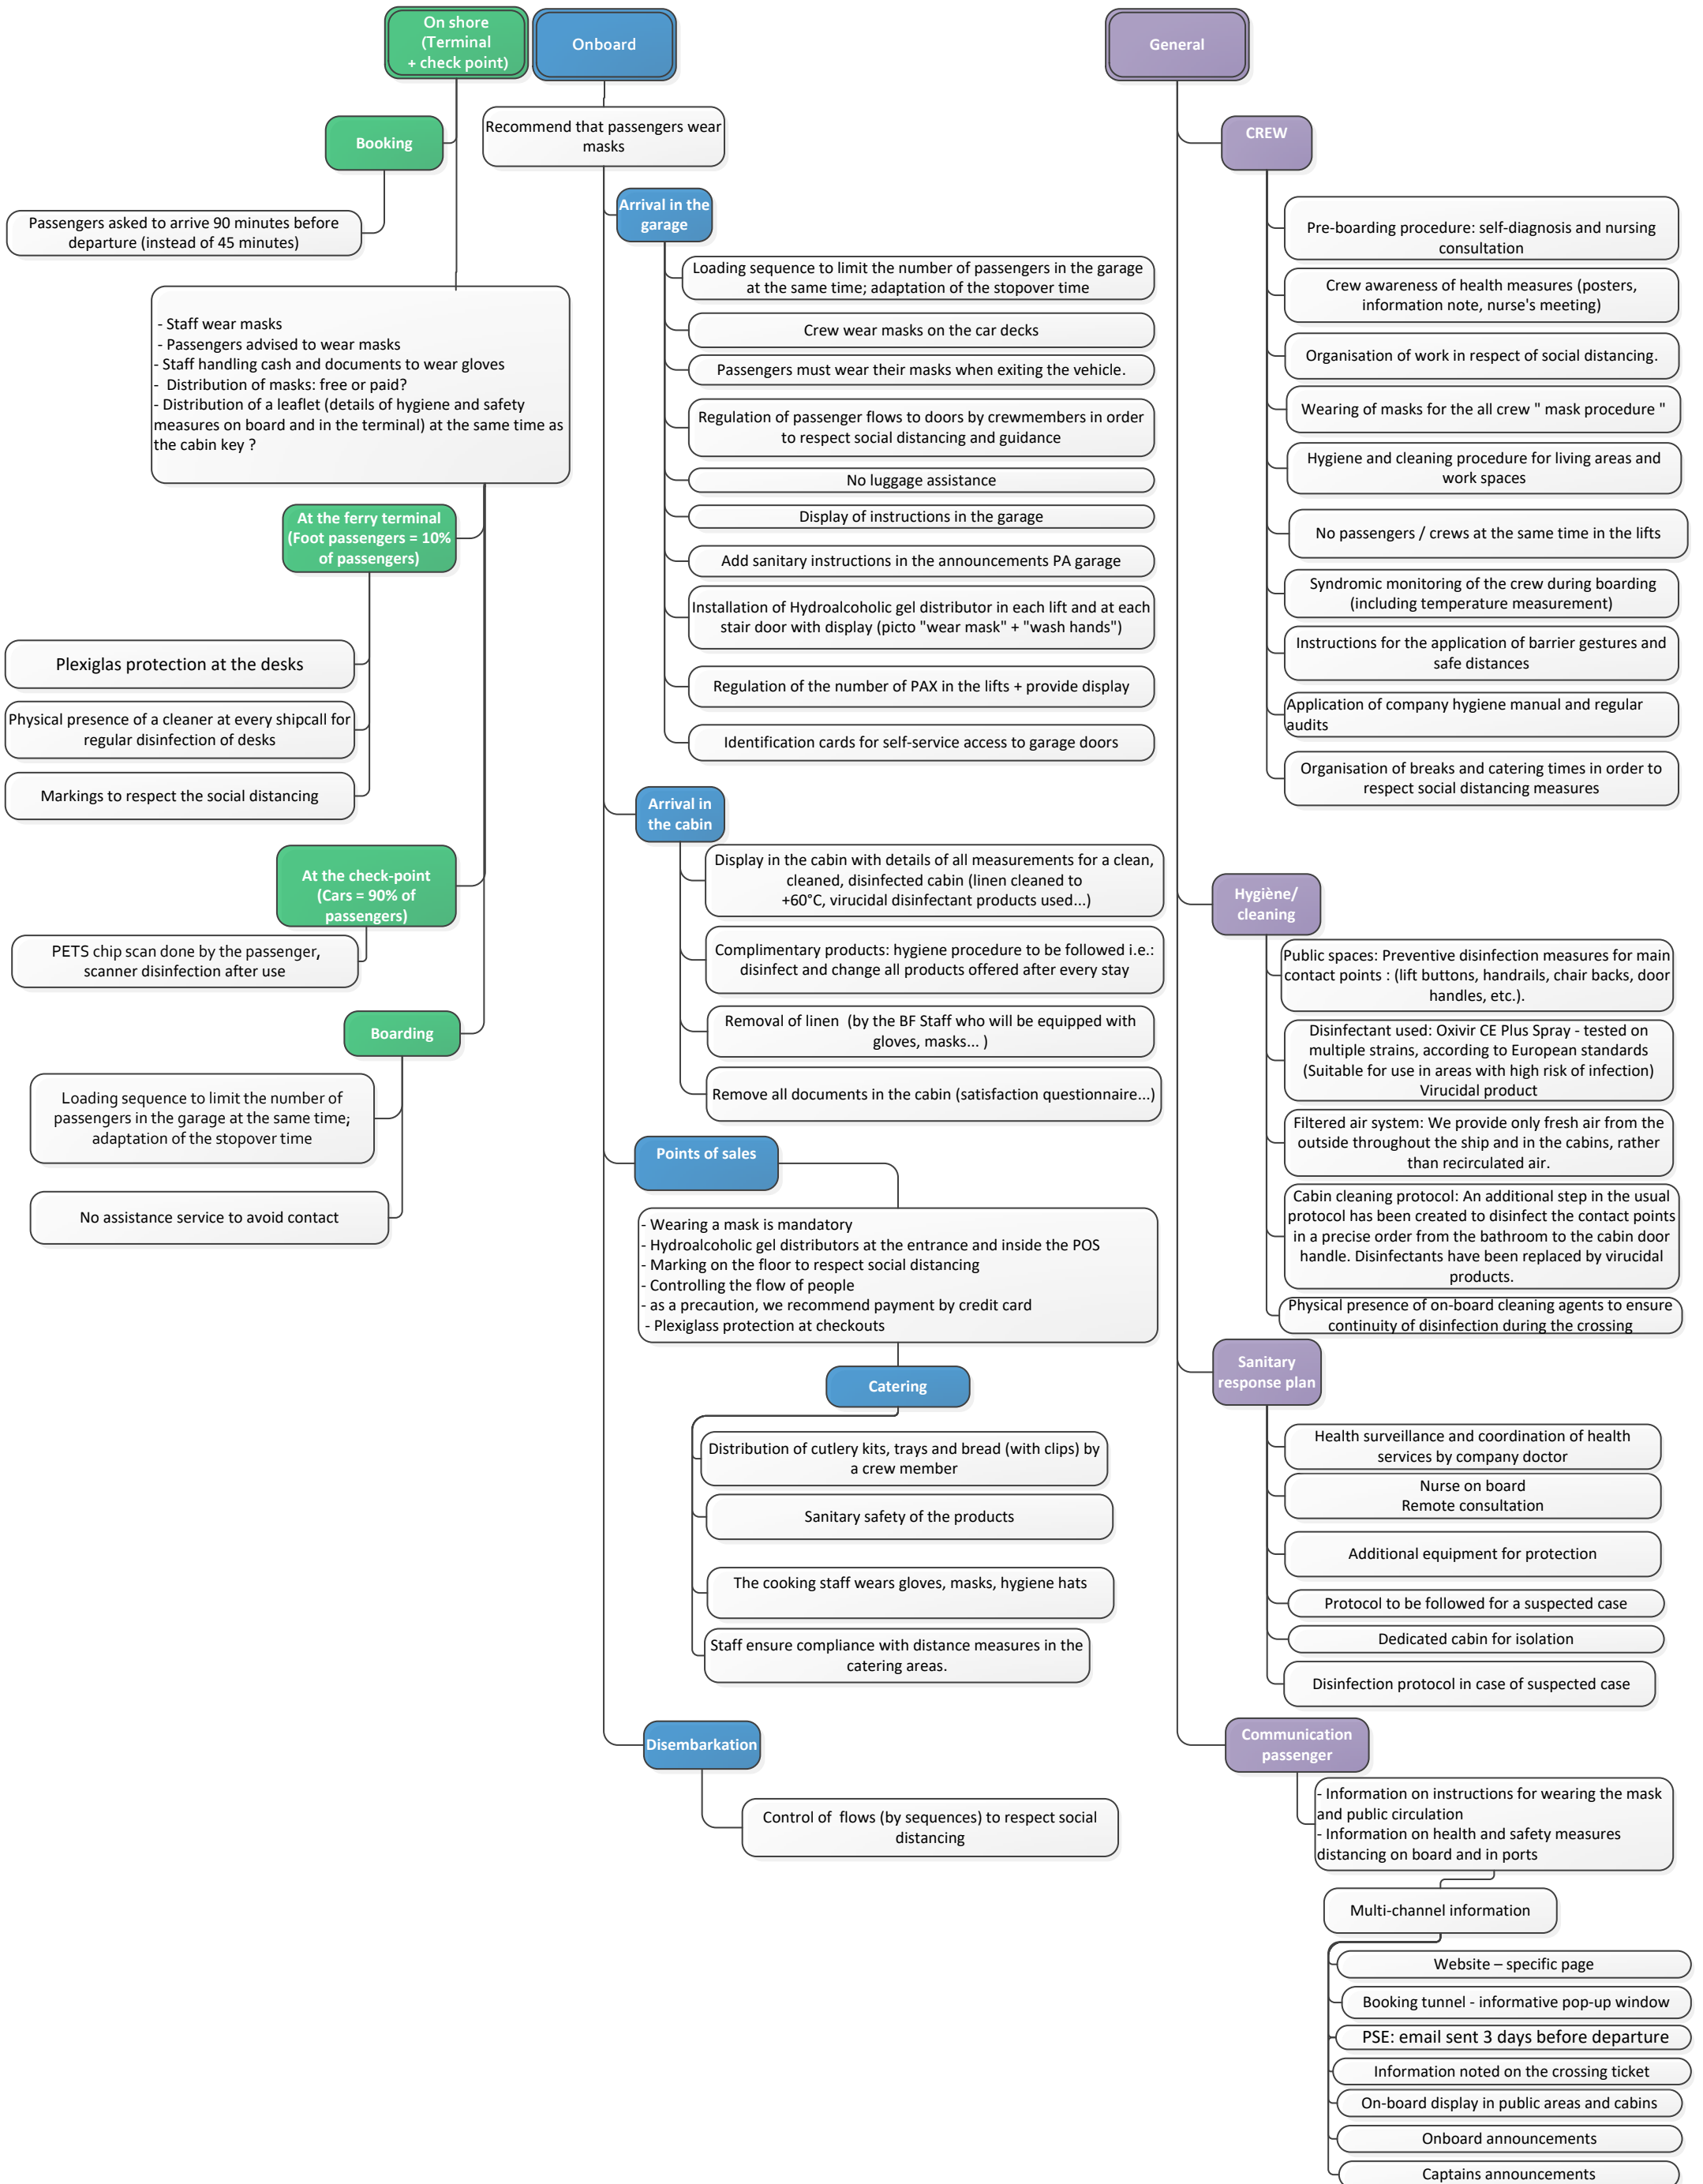 On shore
(Terminal
+ check point)
Booking
Passengers asked to arrive 90 minutes before
departure (instead of 45 minutes)
- Staff wear masks
- Passengers advised to wear masks
- Staff handling cash and documents to wear gloves
- Distribution of masks: free or paid?
- Distribution of a leaflet (details of hygiene and safety
measures on board and in the terminal) at the same time as
the cabin key ?
At the ferry terminal
(Foot passengers = 10%
of passengers)
Plexiglas protection at the desks
Physical presence of a cleaner at every shipcall for
regular disinfection of desks
Markings to respect the social distancing
At the check-point
(Cars = 90% of
passengers)
PETS chip scan done by the passenger,
scanner disinfection after use
Boarding
Loading sequence to limit the number of
passengers in the garage at the same time;
adaptation of the stopover time
No assistance service to avoid contact
Onboard
Recommend that passengers wear
masks
Arrival in the
garage
Loading sequence to limit the number of passengers in the garage
at the same time; adaptation of the stopover time
Crew wear masks on the car decks
Passengers must wear their masks when exiting the vehicle.
Regulation of passenger flows to doors by crewmembers in order
to respect social distancing and guidance
No luggage assistance
Display of instructions in the garage
Add sanitary instructions in the announcements PA garage
Installation of Hydroalcoholic gel distributor in each lift and at each
stair door with display (picto "wear mask" + "wash hands")
Regulation of the number of PAX in the lifts + provide display
Identification cards for self-service access to garage doors
Arrival in
the cabin
Display in the cabin with details of all measurements for a clean,
cleaned, disinfected cabin (linen cleaned to
+60°C, virucidal disinfectant products used...)
Complimentary products: hygiene procedure to be followed i.e.:
disinfect and change all products offered after every stay
Removal of linen (by the BF Staff who will be equipped with
gloves, masks... )
Remove all documents in the cabin (satisfaction questionnaire...)
Points of sales
- Wearing a mask is mandatory
- Hydroalcoholic gel distributors at the entrance and inside the POS
- Marking on the floor to respect social distancing
- Controlling the flow of people
- as a precaution, we recommend payment by credit card
- Plexiglass protection at checkouts
Catering
Distribution of cutlery kits, trays and bread (with clips) by
a crew member
Sanitary safety of the products
The cooking staff wears gloves, masks, hygiene hats
Staff ensure compliance with distance measures in the
catering areas.
Disembarkation
Control of flows (by sequences) to respect social
distancing
General
CREW
Pre-boarding procedure: self-diagnosis and nursing
consultation
Crew awareness of health measures (posters,
information note, nurse's meeting)
Organisation of work in respect of social distancing.
Wearing of masks for the all crew " mask procedure "
Hygiene and cleaning procedure for living areas and
work spaces
No passengers / crews at the same time in the lifts
Syndromic monitoring of the crew during boarding
(including temperature measurement)
Instructions for the application of barrier gestures and
safe distances
Application of company hygiene manual and regular
audits
Organisation of breaks and catering times in order to
respect social distancing measures
Hygiène/
cleaning
Public spaces: Preventive disinfection measures for main
contact points : (lift buttons, handrails, chair backs, door
handles, etc.).
Disinfectant used: Oxivir CE Plus Spray - tested on
multiple strains, according to European standards
(Suitable for use in areas with high risk of infection)
Virucidal product
Filtered air system: We provide only fresh air from the
outside throughout the ship and in the cabins, rather
than recirculated air.
Cabin cleaning protocol: An additional step in the usual
protocol has been created to disinfect the contact points
in a precise order from the bathroom to the cabin door
handle. Disinfectants have been replaced by virucidal
products.
Physical presence of on-board cleaning agents to ensure
continuity of disinfection during the crossing
Sanitary
response plan
Health surveillance and coordination of health
services by company doctor
Nurse on board
Remote consultation
Additional equipment for protection
Protocol to be followed for a suspected case
Dedicated cabin for isolation
Disinfection protocol in case of suspected case
Communication
passenger
- Information on instructions for wearing the mask
and public circulation
- Information on health and safety measures
distancing on board and in ports
Multi-channel information
Website – specific page
Booking tunnel - informative pop-up window
PSE: email sent 3 days before departure
Information noted on the crossing ticket
On-board display in public areas and cabins
Onboard announcements
Captains announcements